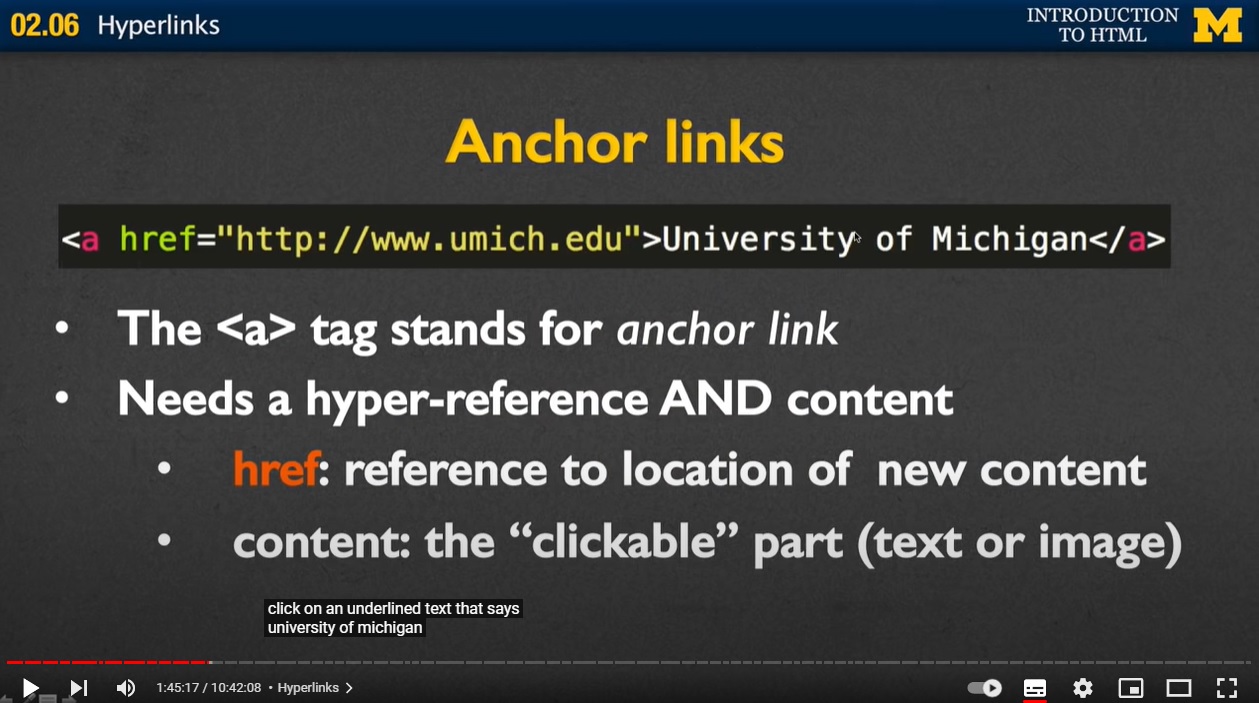 02.06 Hyperlinks
INTRODUCTION
TO HTML
M
Anchor links
<a href="http://www.umich.edu">University of Michigan</a>
• The <a> tag stands for anchor link
• Needs a hyper-reference AND content
• href: reference to location of new content
• content: the “clickable” part (text or image)
click on an underlined text that says
university of michigan
1:45:17 / 10:42:08 • Hyperlinks